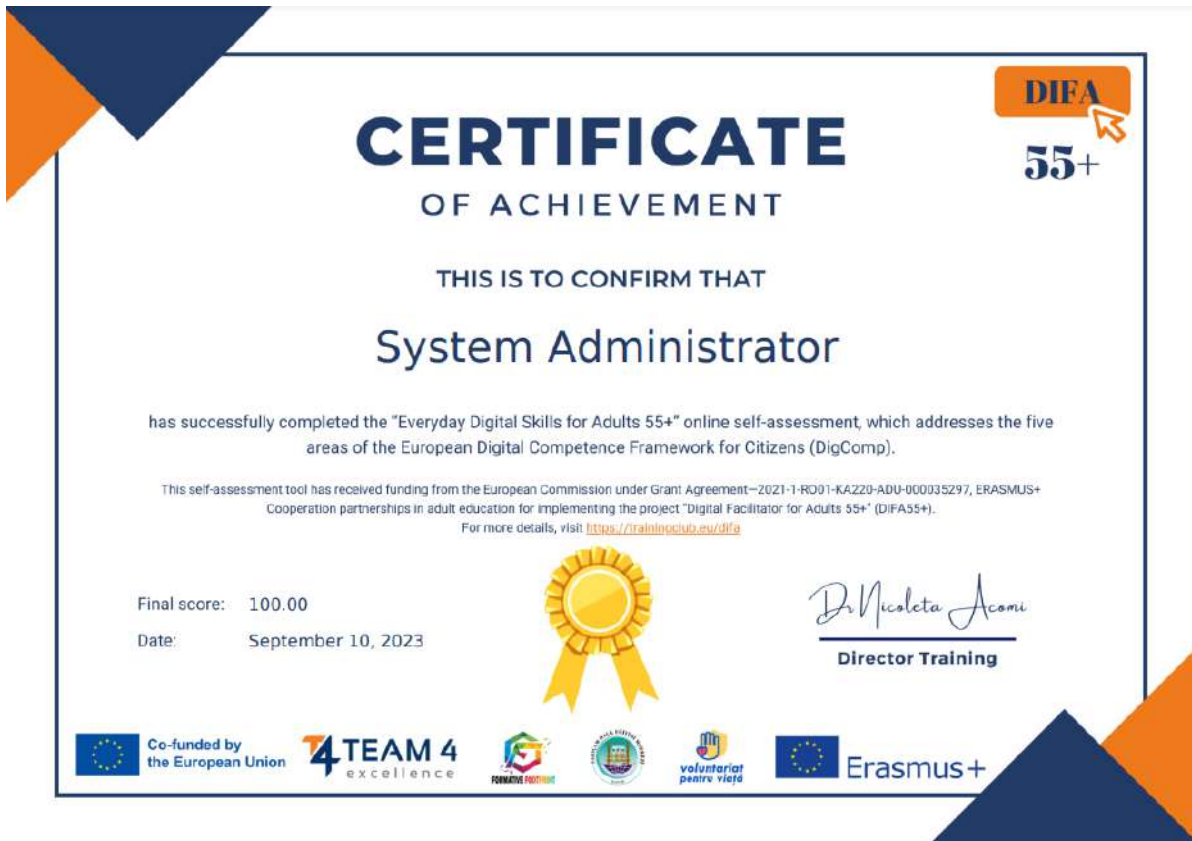 DIFA
55+
CERTIFICATE
OF ACHIEVEMENT
THIS IS TO CONFIRM THAT
System Administrator
has successfully completed the "Everyday Digital Skills for Adults 55+" online self-assessment, which addresses the five
areas of the European Digital Competence Framework for Citizens (DigComp).
This self-assessment tool has received funding from the European Commission under Grant Agreement—2021-1-RO01-KA220-ADU-000035297, ERASMUS+
Cooperation partnerships in adult education for implementing the project "Digital Facilitator for Adults 55+" (DIFA55+).
For more details, visit https://trainingclub.eu/difa
Final score: 100.00
Date: September 10, 2023
Dr Nicoleta Acomi
Director Training
Co-funded by
the European Union
T4 TEAM 4
excellence
FORMATIVE FOOTPRINT
voluntariat
pentru viață
Erasmus+